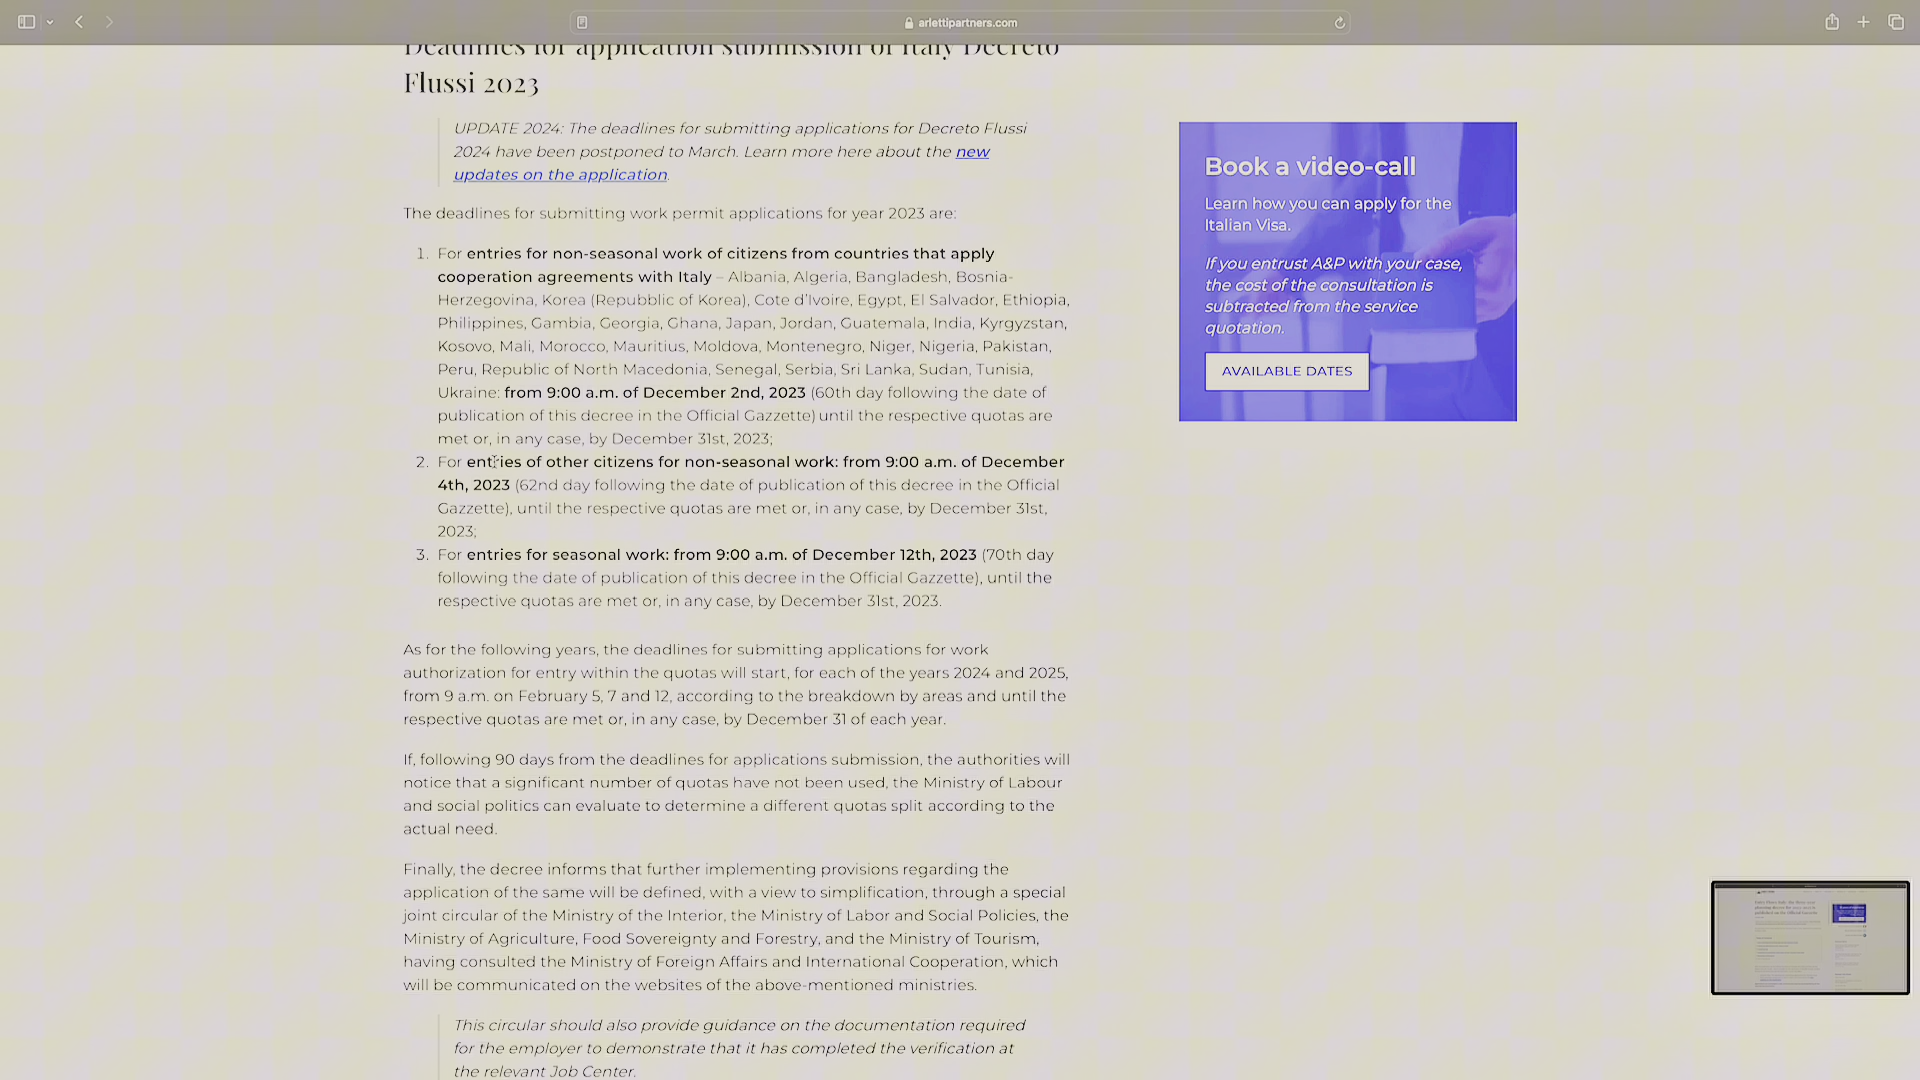 arlettipartners.com
Deadlines for application submission of Italy Decreto
Flussi 2023
UPDATE 2024: The deadlines for submitting applications for Decreto Flussi
2024 have been postponed to March. Learn more here about the new
updates on the application.
The deadlines for submitting work permit applications for year 2023 are:
1. For entries for non-seasonal work of citizens from countries that apply
cooperation agreements with Italy – Albania, Algeria, Bangladesh, Bosnia-
Herzegovina, Korea (Repubblic of Korea), Cote d'Ivoire, Egypt, El Salvador, Ethiopia,
Philippines, Gambia, Georgia, Ghana, Japan, Jordan, Guatemala, India, Kyrgyzstan,
Kosovo, Mali, Morocco, Mauritius, Moldova, Montenegro, Niger, Nigeria, Pakistan,
Peru, Republic of North Macedonia, Senegal, Serbia, Sri Lanka, Sudan, Tunisia,
Ukraine: from 9:00 a.m. of December 2nd, 2023 (60th day following the date of
publication of this decree in the Official Gazzette) until the respective quotas are
met or, in any case, by December 31st, 2023;
2. For entries of other citizens for non-seasonal work: from 9:00 a.m. of December
4th, 2023 (62nd day following the date of publication of this decree in the Official
Gazzette), until the respective quotas are met or, in any case, by December 31st,
2023;
3. For entries for seasonal work: from 9:00 a.m. of December 12th, 2023 (70th day
following the date of publication of this decree in the Official Gazzette), until the
respective quotas are met or, in any case, by December 31st, 2023.
As for the following years, the deadlines for submitting applications for work
authorization for entry within the quotas will start, for each of the years 2024 and 2025,
from 9 a.m. on February 5, 7 and 12, according to the breakdown by areas and until the
respective quotas are met or, in any case, by December 31 of each year.
If, following 90 days from the deadlines for applications submission, the authorities will
notice that a significant number of quotas have not been used, the Ministry of Labour
and social politics can evaluate to determine a different quotas split according to the
actual need.
Finally, the decree informs that further implementing provisions regarding the
application of the same will be defined, with a view to simplification, through a special
joint circular of the Ministry of the Interior, the Ministry of Labor and Social Policies, the
Ministry of Agriculture, Food Sovereignty and Forestry, and the Ministry of Tourism,
having consulted the Ministry of Foreign Affairs and International Cooperation, which
will be communicated on the websites of the above-mentioned ministries.
This circular should also provide guidance on the documentation required
for the employer to demonstrate that it has completed the verification at
the relevant Job Center.
Book a video-call
Learn how you can apply for the
Italian Visa.
If you entrust A&P with your case,
the cost of the consultation is
subtracted from the service
quotation.
AVAILABLE DATES